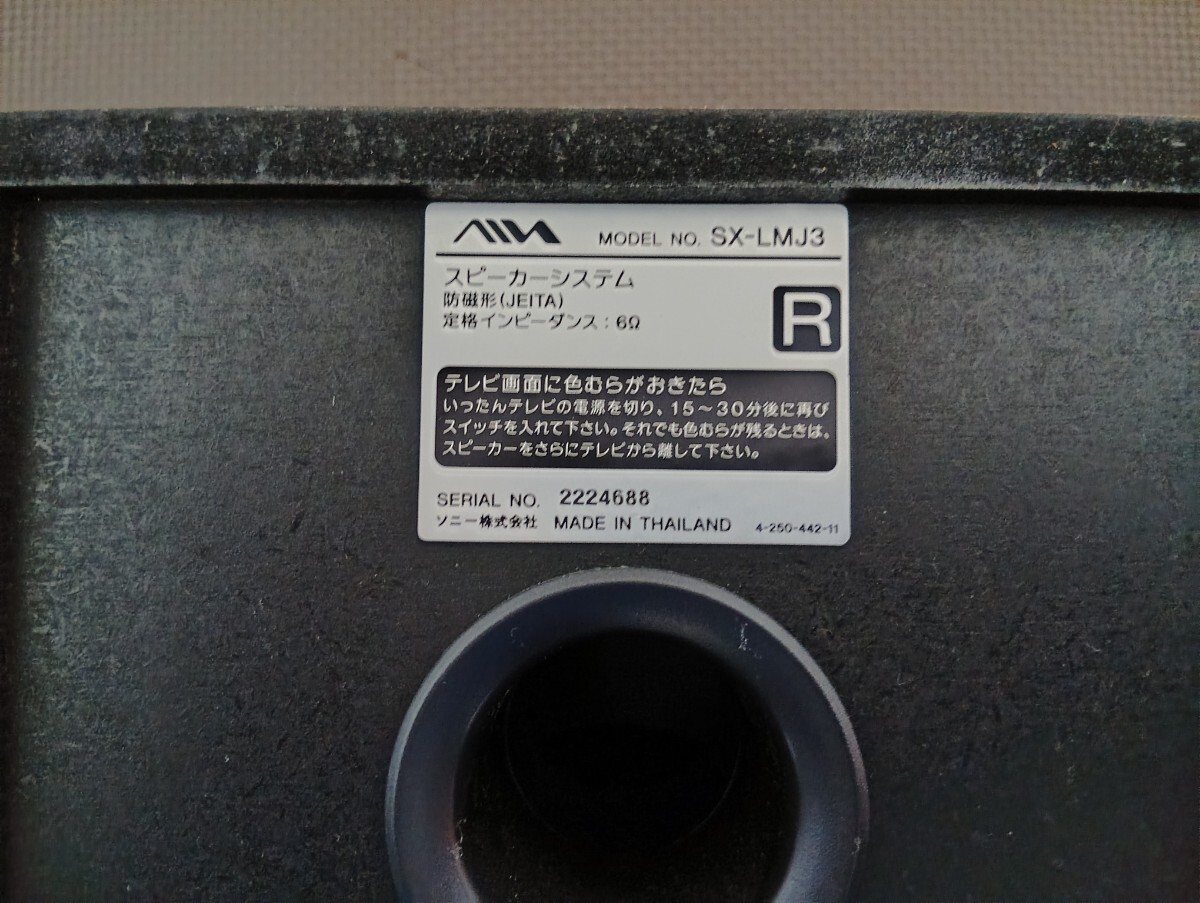 AIWA MODEL NO. SX-LMJ3
スピーカーシステム
防磁形(JEITA)
定格インピーダンス：6Ω
R
テレビ画面に色むらがおきたら
いったんテレビの電源を切り、15～30分後に再び
スイッチを入れて下さい。それでも色むらが残るときは、
スピーカーをさらにテレビから離して下さい。
SERIAL NO. 2224688
ソニー株式会社 MADE IN THAILAND 4-250-442-11